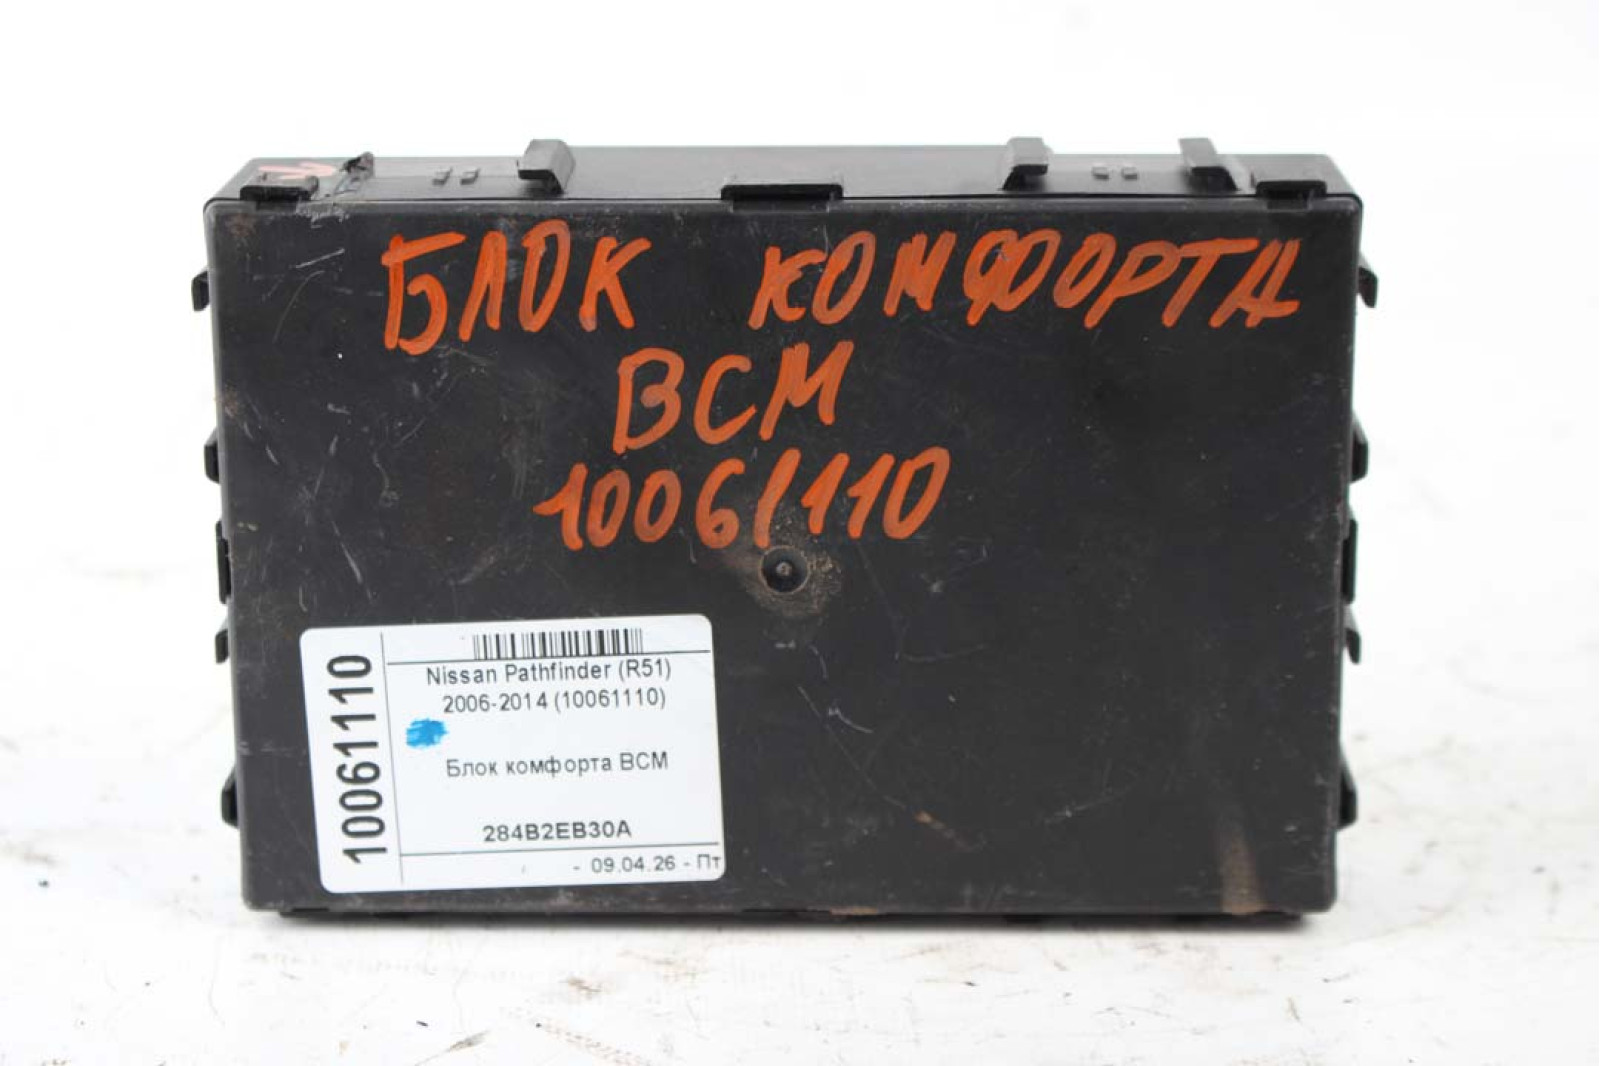 БЛОК КОМФОРТА
BCM
10061110
10061110
Nissan Pathfinder (R51)
2006-2014 (10061110)
Блок комфорта BCM
284B2EB30A
- 09.04.26 - Пт